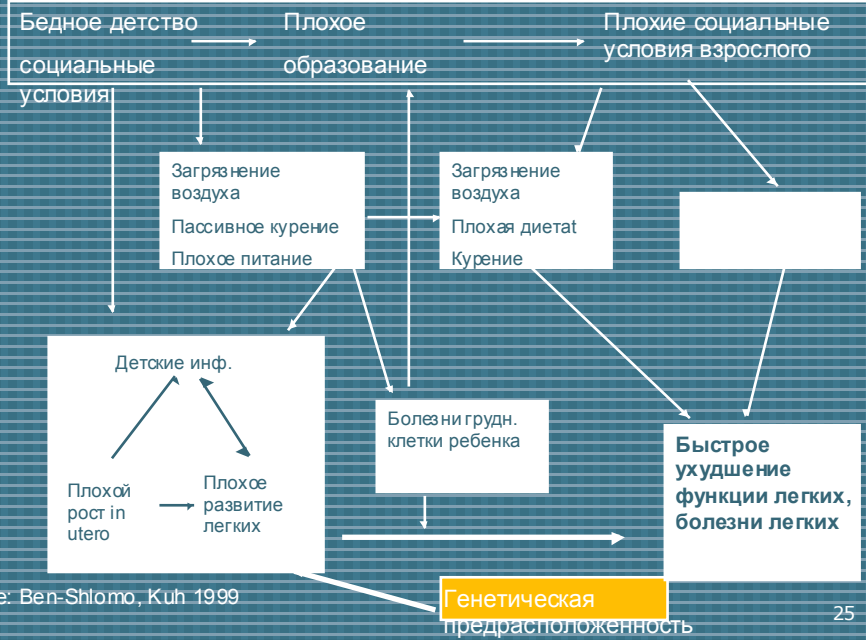 Бедное детство
социальные
условия
Плохое
образование
Плохие социальные
условия взрослого
Загрязнение
воздуха
Пассивное курение
Плохое питание
Загрязнение
воздуха
Плохая диетаt
Курение
Детские инф.
Плохой
рост in
utero
Плохое
развитие
легких
Болезни грудн.
клетки ребенка
Быстрое
ухудшение
функции легких,
болезни легких
e: Ben-Shlomo, Kuh 1999
Генетическая
предрасположенность
25